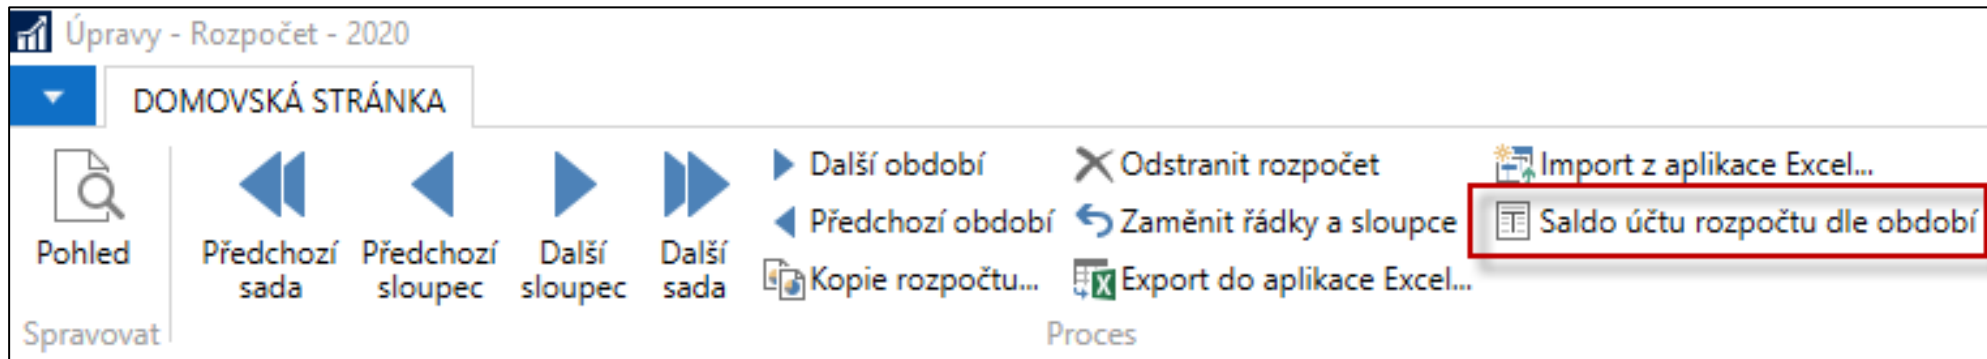 Úpravy - Rozpočet - 2020
DOMOVSKÁ STRÁNKA
Pohled
Předchozí
sada
Předchozí
sloupec
Další
sloupec
Další
sada
Další období
Předchozí období
Kopie rozpočtu...
Odstranit rozpočet
Zaměnit řádky a sloupce
Export do aplikace Excel...
Import z aplikace Excel...
Saldo účtu rozpočtu dle období
Spravovat
Proces